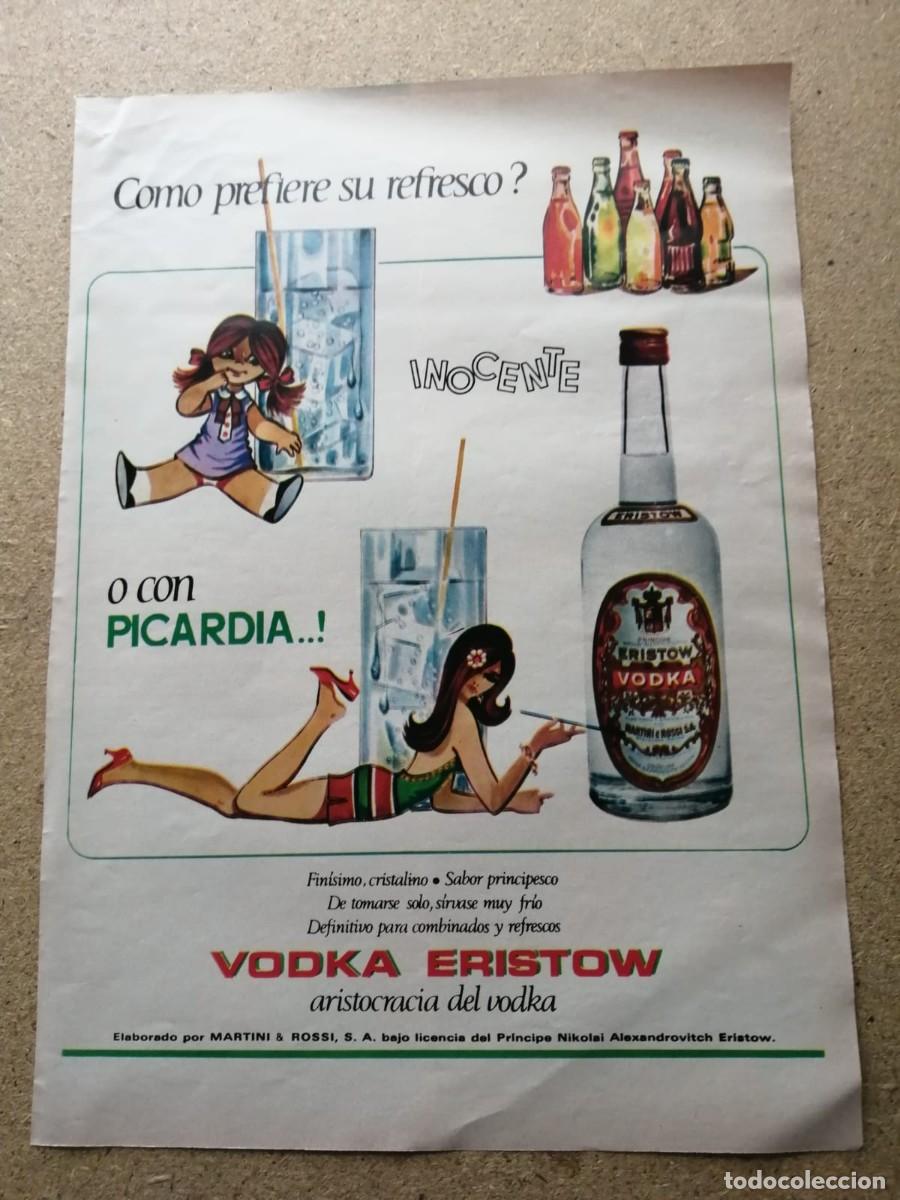 Como prefiere su refresco?
INOCENTE
o con
PICARDIA..!
ERISTOW
PRINCIPE
ERISTOW
VODKA
MARTINI & ROSSI S.A.
Finísimo, cristalino • Sabor principesco
De tomarse solo, sírvase muy frío
Definitivo para combinados y refrescos
VODKA ERISTOW
aristocracia del vodka
Elaborado por MARTINI & ROSSI, S. A. bajo licencia del Príncipe Nikolai Alexandrovitch Eristow.
todocoleccion